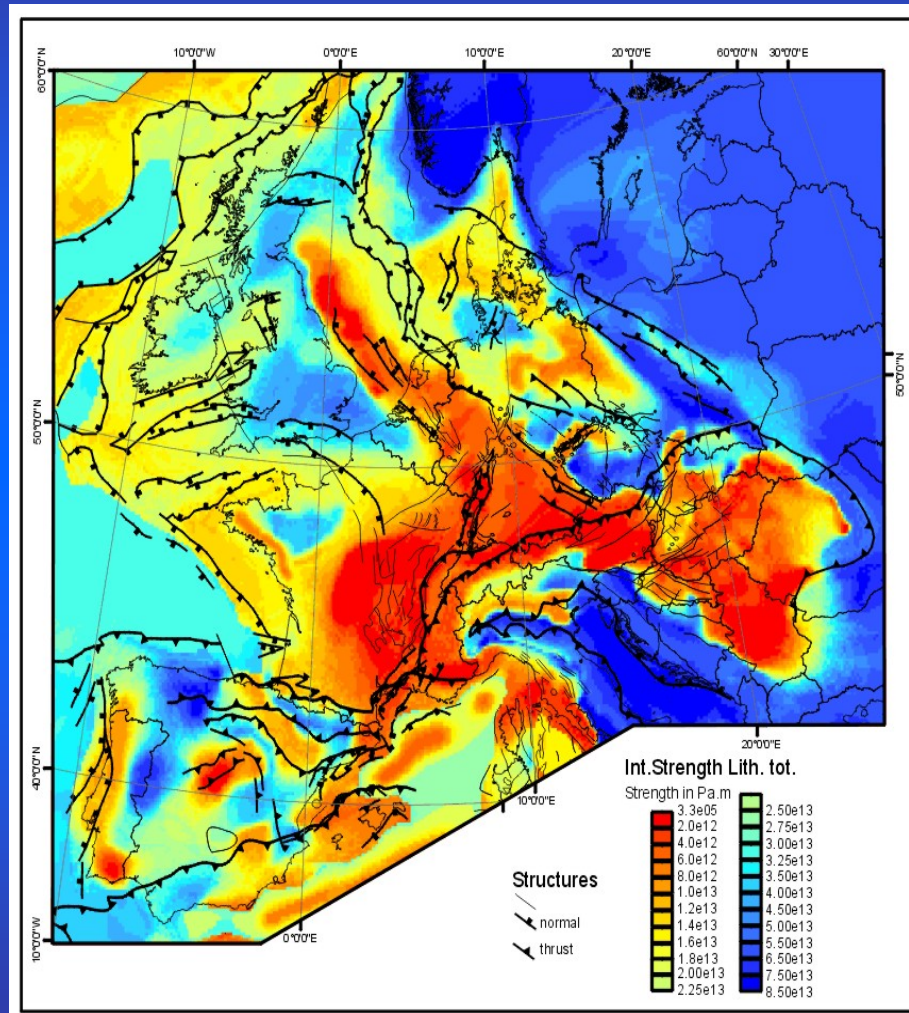 10°0'0"W 0°0'0"E 10°0'0"E 20°0'0"E 60°0'0"N 30°0'0"E
60°0'0"N
50°0'0"N
50°0'0"N
40°0'0"N
20°0'0"E
10°0'0"E
0°0'0"E
10°0'0"W
Int.Strength Lith. tot.
Strength in Pa.m
3.3e05
2.0e12
4.0e12
6.0e12
8.0e12
1.0e13
1.2e13
1.4e13
1.6e13
1.8e13
2.00e13
2.25e13
2.50e13
2.75e13
3.00e13
3.25e13
3.50e13
4.00e13
4.50e13
5.00e13
5.50e13
6.50e13
7.50e13
8.50e13
Structures
normal
thrust